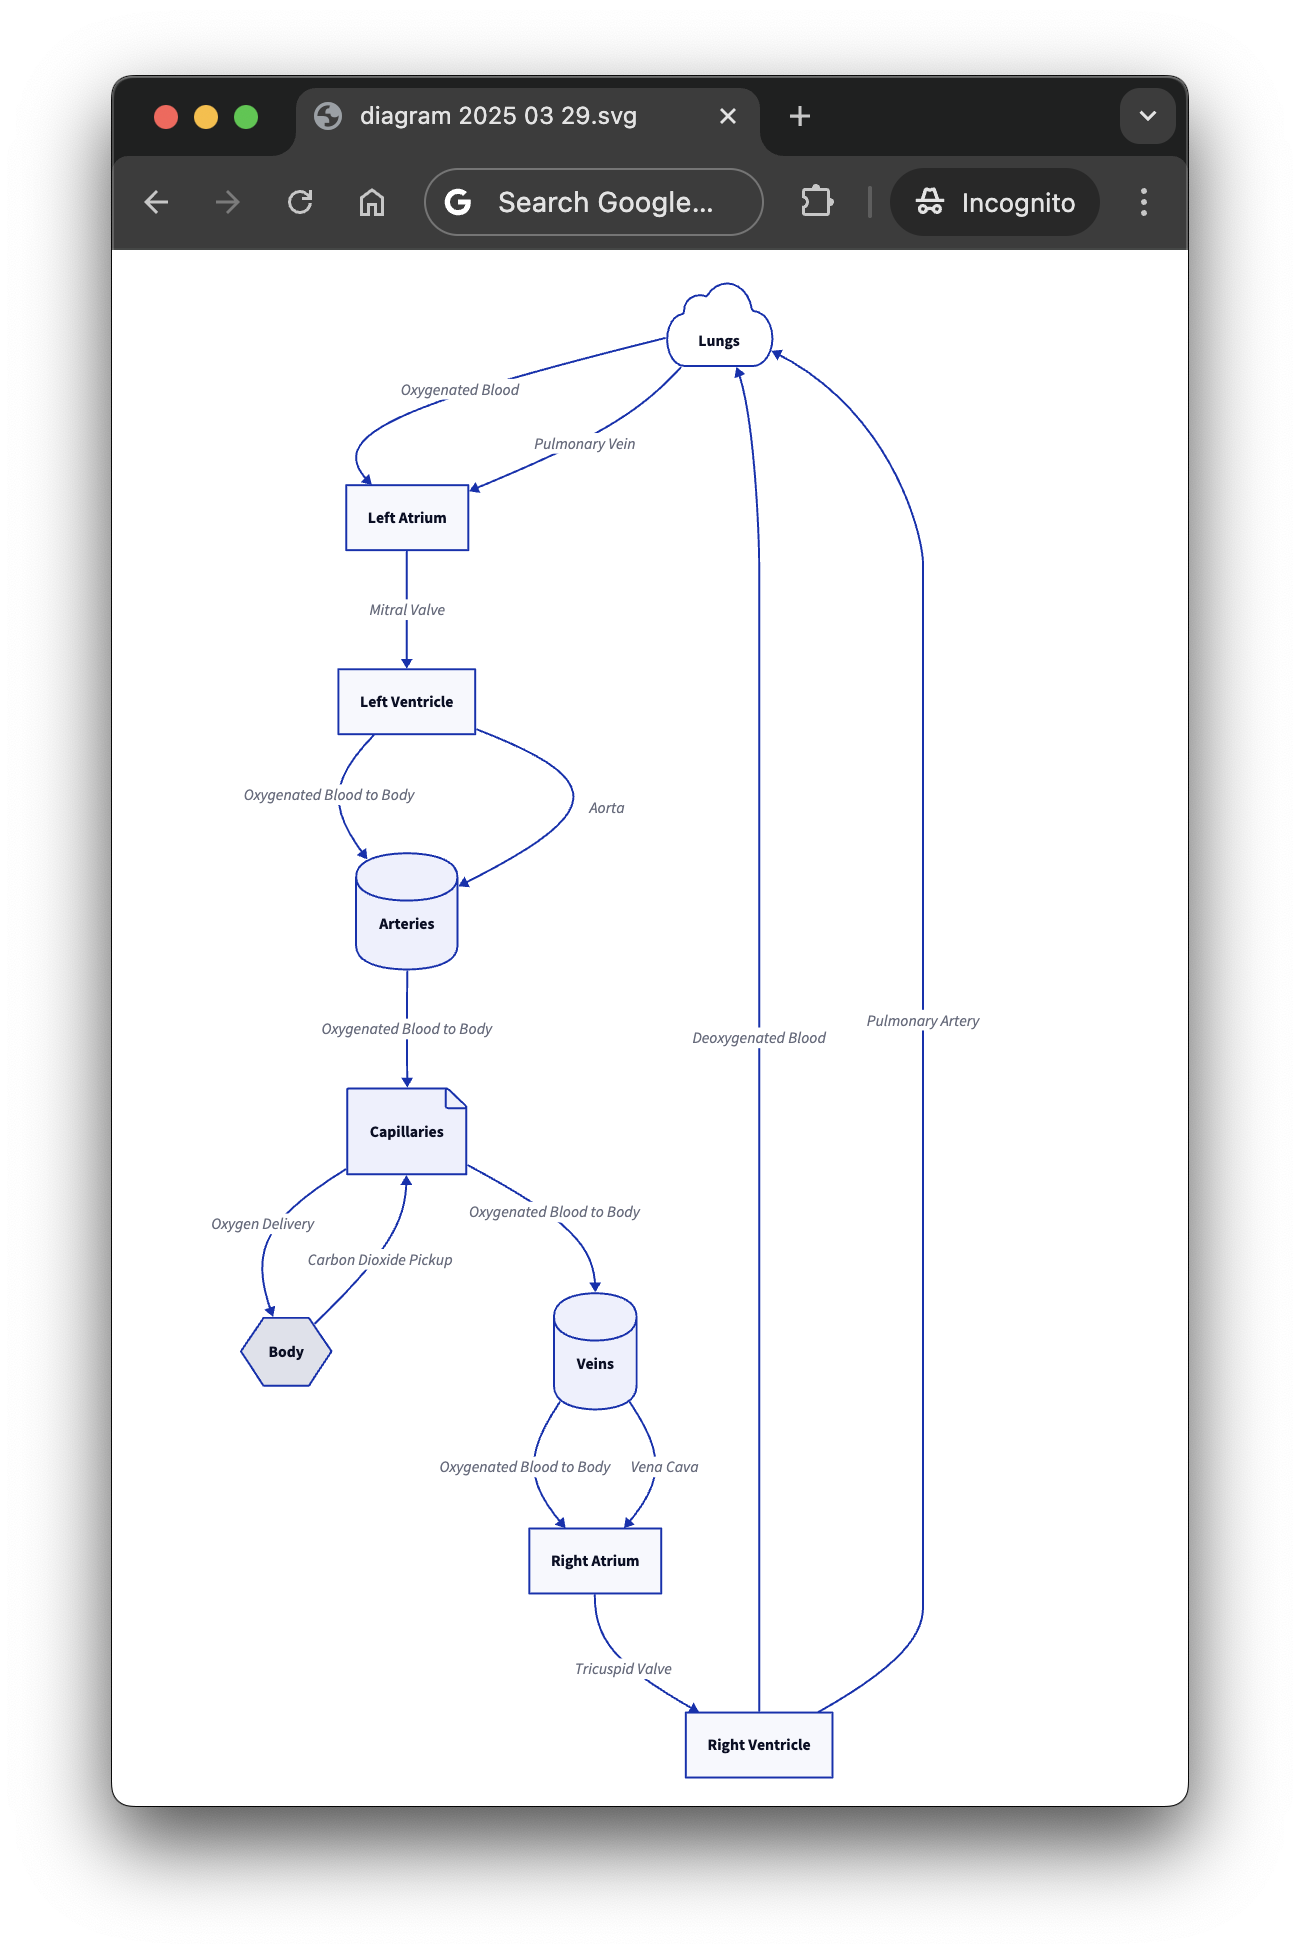 diagram 2025 03 29.svg
Search Google...
Incognito
Lungs
Oxygenated Blood
Pulmonary Vein
Left Atrium
Mitral Valve
Left Ventricle
Oxygenated Blood to Body
Aorta
Arteries
Oxygenated Blood to Body
Deoxygenated Blood
Pulmonary Artery
Capillaries
Oxygen Delivery
Oxygenated Blood to Body
Carbon Dioxide Pickup
Body
Veins
Oxygenated Blood to Body
Vena Cava
Right Atrium
Tricuspid Valve
Right Ventricle